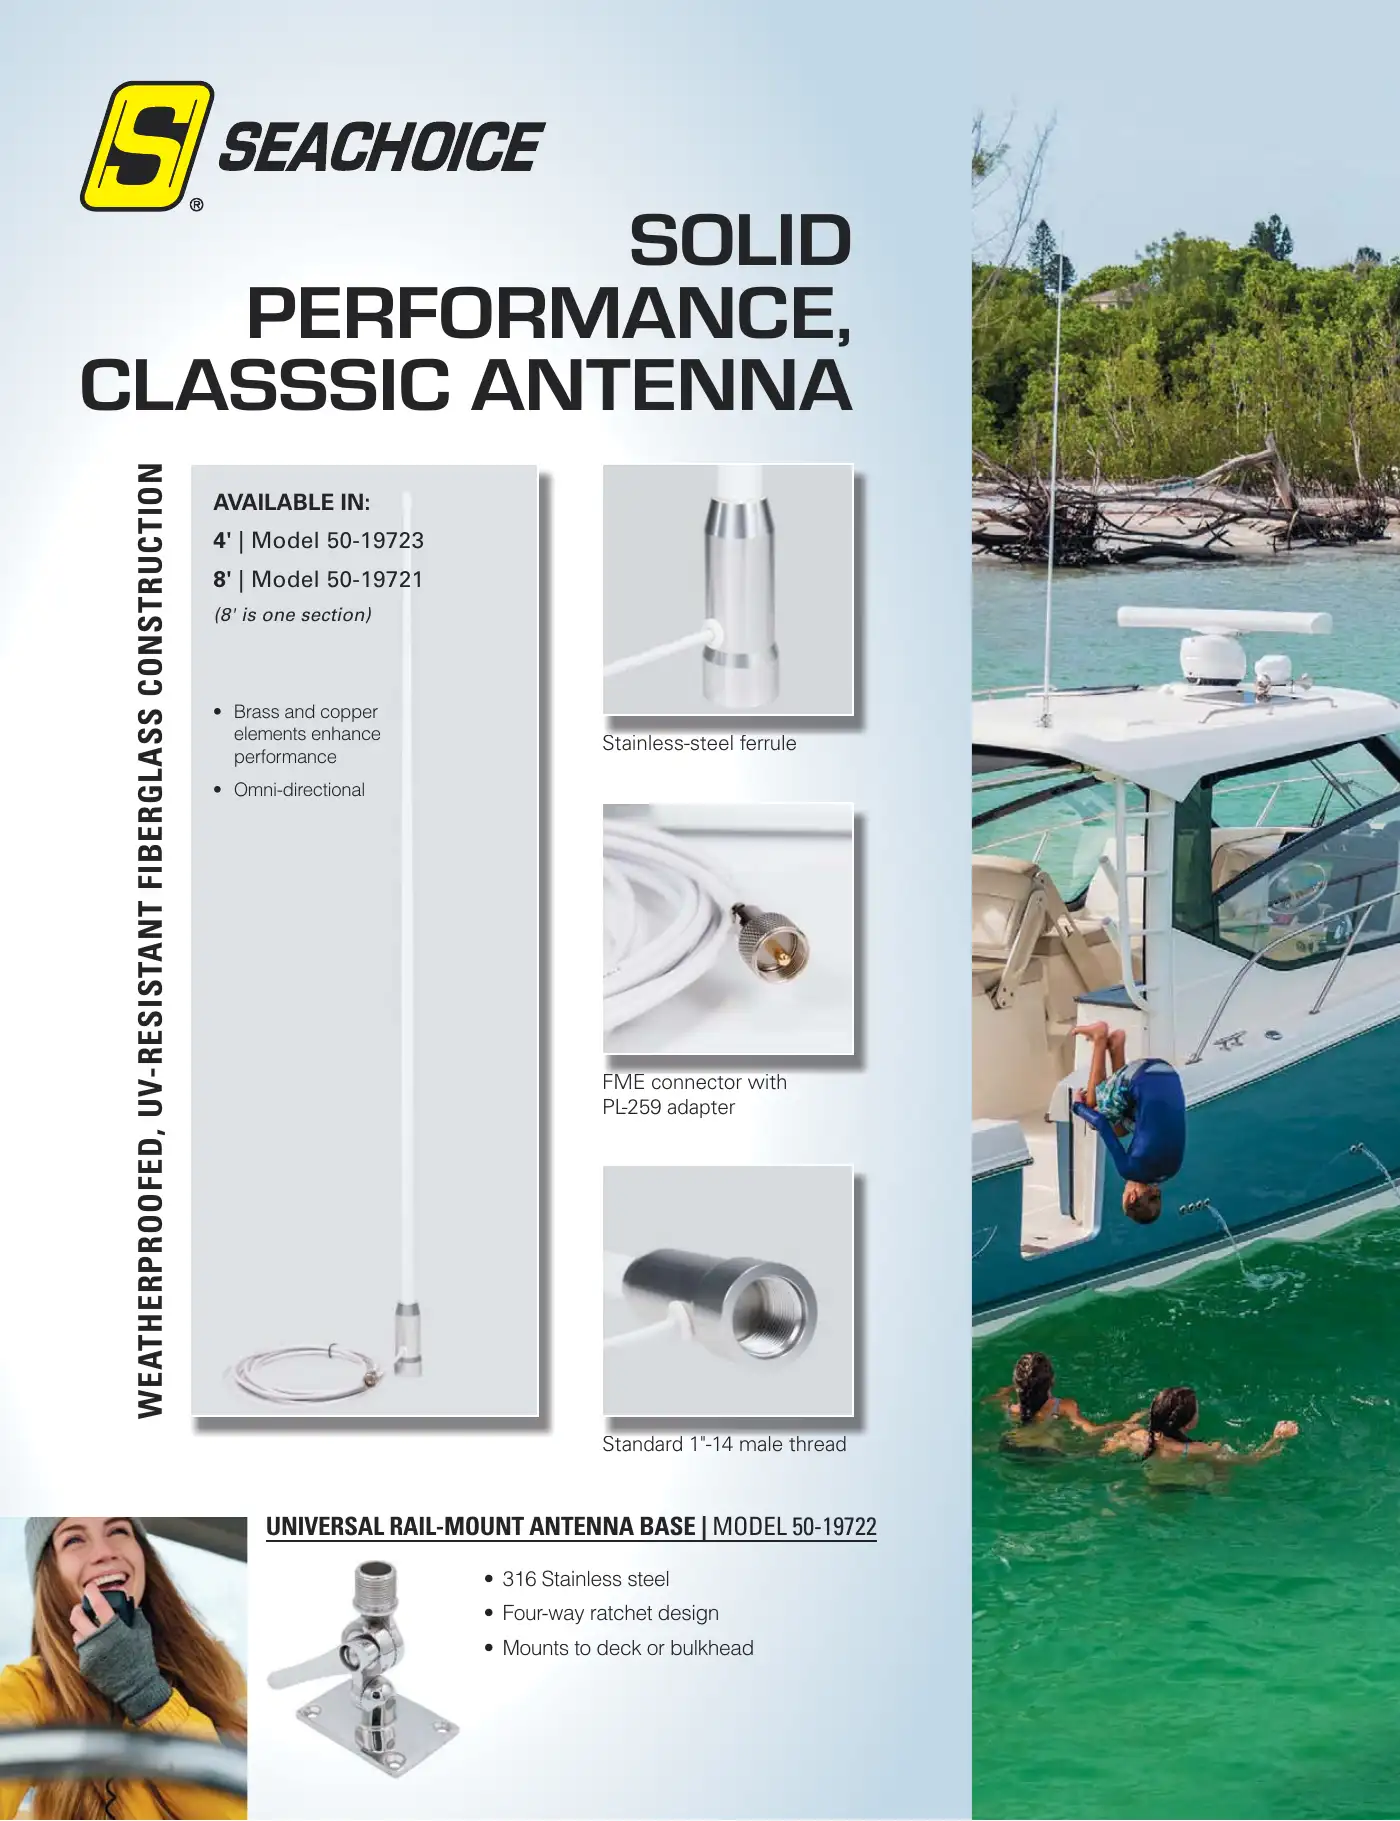 S
®
SEACHOICE
SOLID
PERFORMANCE,
CLASSSIC ANTENNA
WEATHERPROOFED, UV-RESISTANT FIBERGLASS CONSTRUCTION
AVAILABLE IN:
4' | Model 50-19723
8' | Model 50-19721
(8' is one section)
• Brass and copper
elements enhance
performance
• Omni-directional
Stainless-steel ferrule
FME connector with
PL-259 adapter
Standard 1"-14 male thread
UNIVERSAL RAIL-MOUNT ANTENNA BASE | MODEL 50-19722
• 316 Stainless steel
• Four-way ratchet design
• Mounts to deck or bulkhead